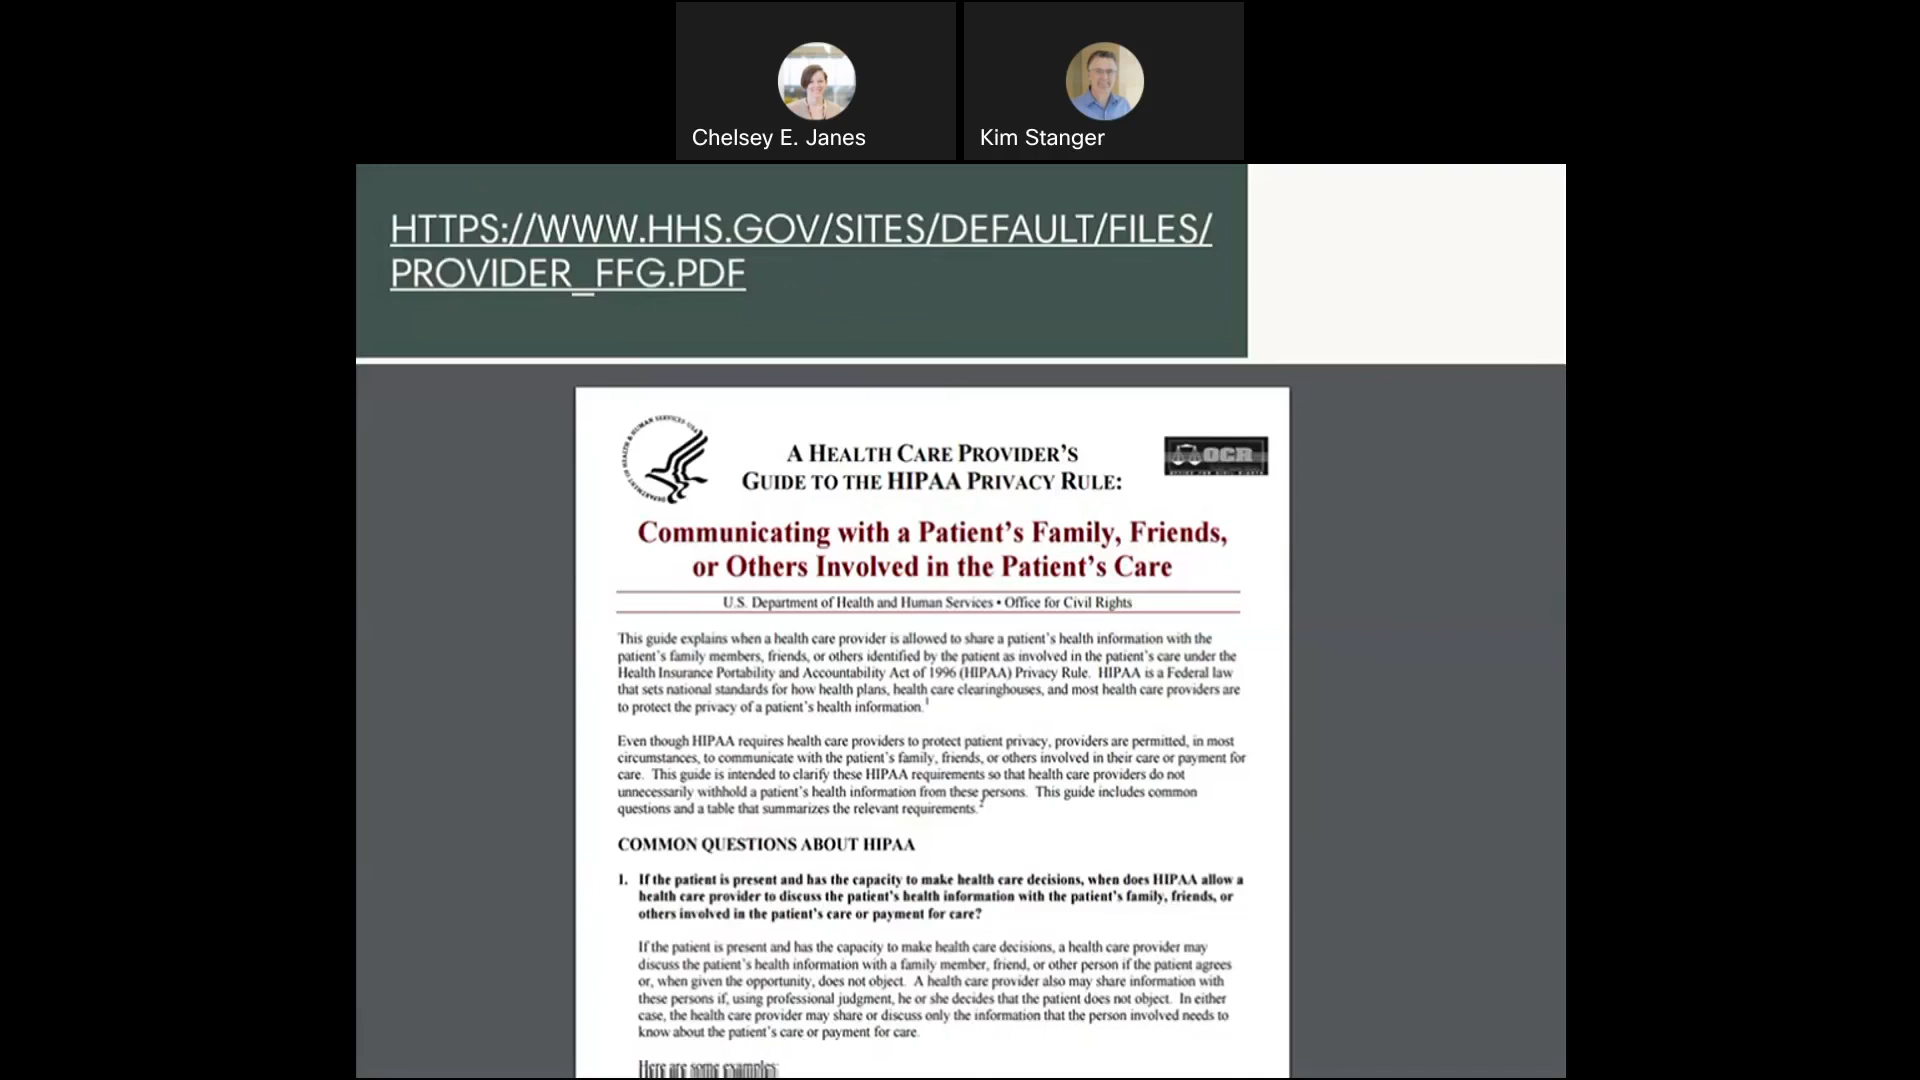 Chelsey E. Janes
Kim Stanger
HTTPS://WWW.HHS.GOV/SITES/DEFAULT/FILES/
PROVIDER_FFG.PDF
A HEALTH CARE PROVIDER'S
GUIDE TO THE HIPAA PRIVACY RULE:
OCR
Communicating with a Patient's Family, Friends,
or Others Involved in the Patient's Care
U.S. Department of Health and Human Services • Office for Civil Rights
This guide explains when a health care provider is allowed to share a patient's health information with the
patient's family members, friends, or others identified by the patient as involved in the patient's care under the
Health Insurance Portability and Accountability Act of 1996 (HIPAA) Privacy Rule. HIPAA is a Federal law
that sets national standards for how health plans, health care clearinghouses, and most health care providers are
to protect the privacy of a patient's health information.1
Even though HIPAA requires health care providers to protect patient privacy, providers are permitted, in most
circumstances, to communicate with the patient's family, friends, or others involved in their care or payment for
care. This guide is intended to clarify these HIPAA requirements so that health care providers do not
unnecessarily withhold a patient's health information from these persons. This guide includes common
questions and a table that summarizes the relevant requirements.2
COMMON QUESTIONS ABOUT HIPAA
1. If the patient is present and has the capacity to make health care decisions, when does HIPAA allow a
health care provider to discuss the patient's health information with the patient's family, friends, or
others involved in the patient's care or payment for care?
If the patient is present and has the capacity to make health care decisions, a health care provider may
discuss the patient's health information with a family member, friend, or other person if the patient agrees
or, when given the opportunity, does not object. A health care provider also may share information with
these persons if, using professional judgment, he or she decides that the patient does not object. In either
case, the health care provider may share or discuss only the information that the person involved needs to
know about the patient's care or payment for care.
Here are some examples: